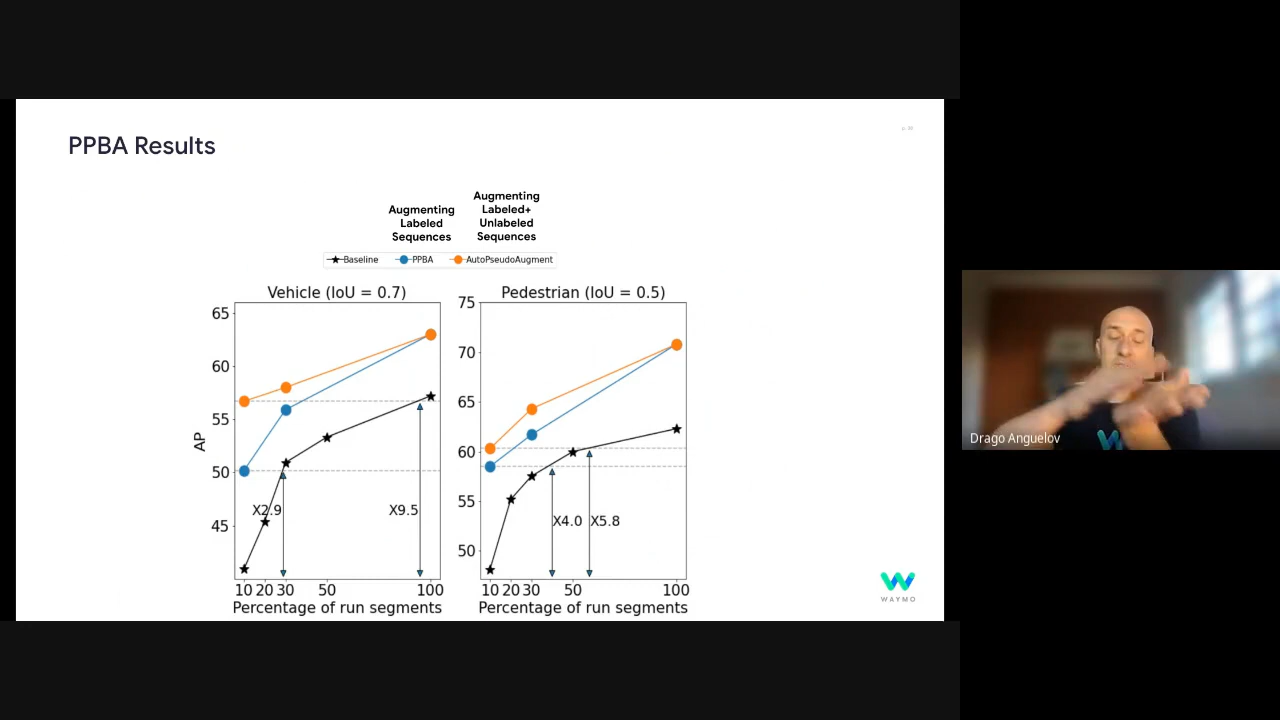 PPBA Results
Augmenting
Labeled
Sequences
Augmenting
Labeled+
Unlabeled
Sequences
Baseline
PPBA
AutoPseudoAugment
Vehicle (IoU = 0.7)
65
60
55
50
45
AP
X2.9
X9.5
10 20 30 50 100
Percentage of run segments
Pedestrian (IoU = 0.5)
75
70
65
60
55
50
X4.0
X5.8
10 20 30 50 100
Percentage of run segments
WAYMO
Drago Anguelov